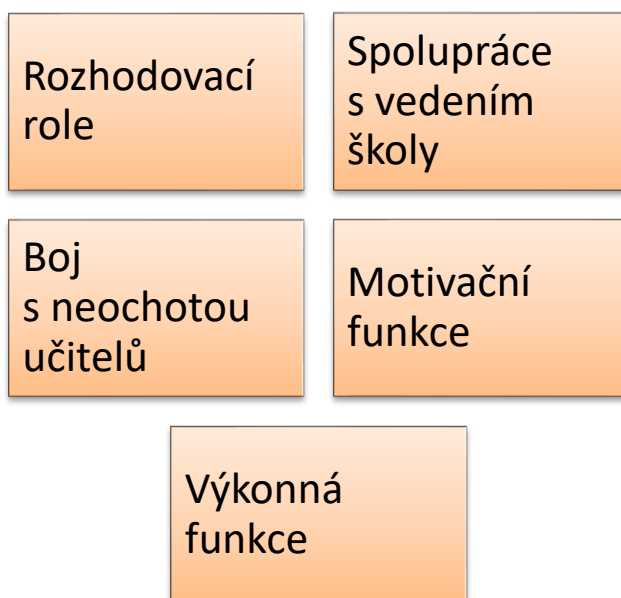 Rozhodovací
role
Spolupráce
s vedením
školy
Boj
s neochotou
učitelů
Motivační
funkce
Výkonná
funkce